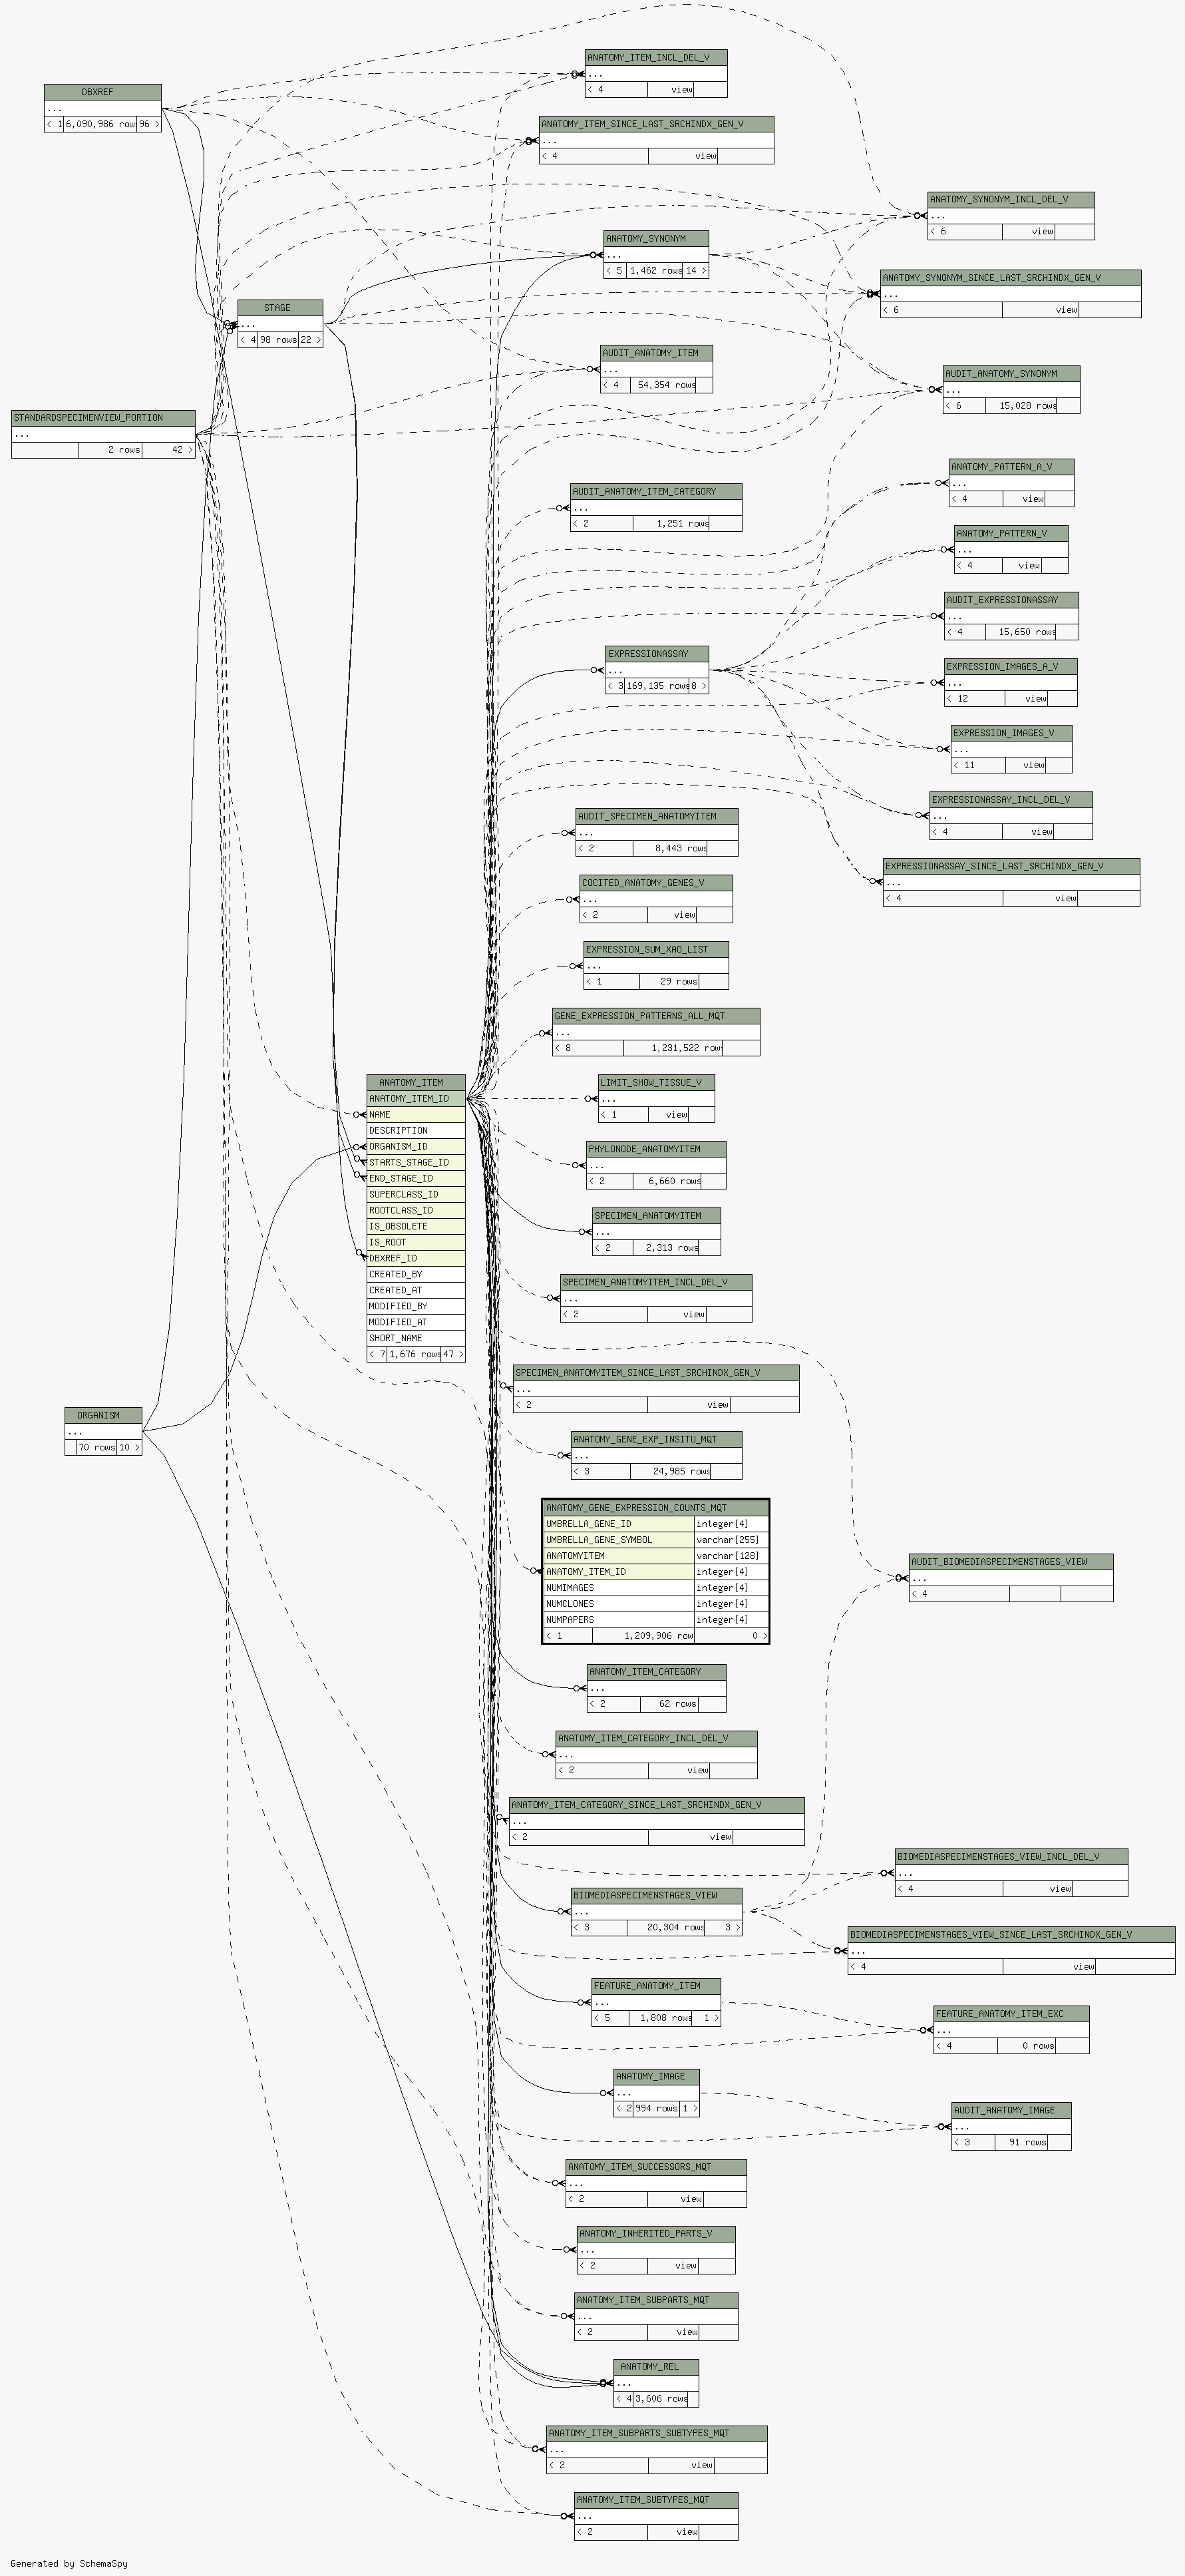 ANATOMY_ITEM_INCL_DEL_V
...
< 4 view
DBXREF
...
< 1 6,090,986 row 96 >
ANATOMY_ITEM_SINCE_LAST_SRCHINDX_GEN_V
...
< 4 view
ANATOMY_SYNONYM_INCL_DEL_V
...
< 6 view
ANATOMY_SYNONYM
...
< 5 1,462 rows 14 >
ANATOMY_SYNONYM_SINCE_LAST_SRCHINDX_GEN_V
...
< 6 view
STAGE
...
< 4 98 rows 22 >
AUDIT_ANATOMY_ITEM
...
< 4 54,354 rows
AUDIT_ANATOMY_SYNONYM
...
< 6 15,028 rows
STANDARDSPECIMENVIEW_PORTION
...
2 rows 42 >
ANATOMY_PATTERN_A_V
...
< 4 view
AUDIT_ANATOMY_ITEM_CATEGORY
...
< 2 1,251 rows
ANATOMY_PATTERN_V
...
< 4 view
AUDIT_EXPRESSIONASSAY
...
< 4 15,650 rows
EXPRESSIONASSAY
...
< 3 169,135 rows 8 >
EXPRESSION_IMAGES_A_V
...
< 12 view
EXPRESSION_IMAGES_V
...
< 11 view
EXPRESSIONASSAY_INCL_DEL_V
...
< 4 view
AUDIT_SPECIMEN_ANATOMYITEM
...
< 2 8,443 rows
EXPRESSIONASSAY_SINCE_LAST_SRCHINDX_GEN_V
...
< 4 view
COCITED_ANATOMY_GENES_V
...
< 2 view
EXPRESSION_SUM_XAO_LIST
...
< 1 29 rows
GENE_EXPRESSION_PATTERNS_ALL_MQT
...
< 8 1,231,522 row
ANATOMY_ITEM
ANATOMY_ITEM_ID
NAME
DESCRIPTION
ORGANISM_ID
STARTS_STAGE_ID
END_STAGE_ID
SUPERCLASS_ID
ROOTCLASS_ID
IS_OBSOLETE
IS_ROOT
DBXREF_ID
CREATED_BY
CREATED_AT
MODIFIED_BY
MODIFIED_AT
SHORT_NAME
< 7 1,676 rows 47 >
LIMIT_SHOW_TISSUE_V
...
< 1 view
PHYLONODE_ANATOMYITEM
...
< 2 6,660 rows
SPECIMEN_ANATOMYITEM
...
< 2 2,313 rows
SPECIMEN_ANATOMYITEM_INCL_DEL_V
...
< 2 view
SPECIMEN_ANATOMYITEM_SINCE_LAST_SRCHINDX_GEN_V
...
< 2 view
ORGANISM
...
70 rows 10 >
ANATOMY_GENE_EXP_INSITU_MQT
...
< 3 24,985 rows
ANATOMY_GENE_EXPRESSION_COUNTS_MQT
UMBRELLA_GENE_ID integer[4]
UMBRELLA_GENE_SYMBOL varchar[255]
ANATOMYITEM varchar[128]
ANATOMY_ITEM_ID integer[4]
NUMIMAGES integer[4]
NUMCLONES integer[4]
NUMPAPERS integer[4]
< 1 1,209,906 row 0 >
AUDIT_BIOMEDIASPECIMENSTAGES_VIEW
...
< 4
ANATOMY_ITEM_CATEGORY
...
< 2 62 rows
ANATOMY_ITEM_CATEGORY_INCL_DEL_V
...
< 2 view
ANATOMY_ITEM_CATEGORY_SINCE_LAST_SRCHINDX_GEN_V
...
< 2 view
BIOMEDIASPECIMENSTAGES_VIEW_INCL_DEL_V
...
< 4 view
BIOMEDIASPECIMENSTAGES_VIEW
...
< 3 20,304 rows 3 >
BIOMEDIASPECIMENSTAGES_VIEW_SINCE_LAST_SRCHINDX_GEN_V
...
< 4 view
FEATURE_ANATOMY_ITEM
...
< 5 1,808 rows 1 >
FEATURE_ANATOMY_ITEM_EXC
...
< 4 0 rows
ANATOMY_IMAGE
...
< 2 994 rows 1 >
AUDIT_ANATOMY_IMAGE
...
< 3 91 rows
ANATOMY_ITEM_SUCCESSORS_MQT
...
< 2 view
ANATOMY_INHERITED_PARTS_V
...
< 2 view
ANATOMY_ITEM_SUBPARTS_MQT
...
< 2 view
ANATOMY_REL
...
< 4 3,606 rows
ANATOMY_ITEM_SUBPARTS_SUBTYPES_MQT
...
< 2 view
ANATOMY_ITEM_SUBTYPES_MQT
...
< 2 view
Generated by SchemaSpy